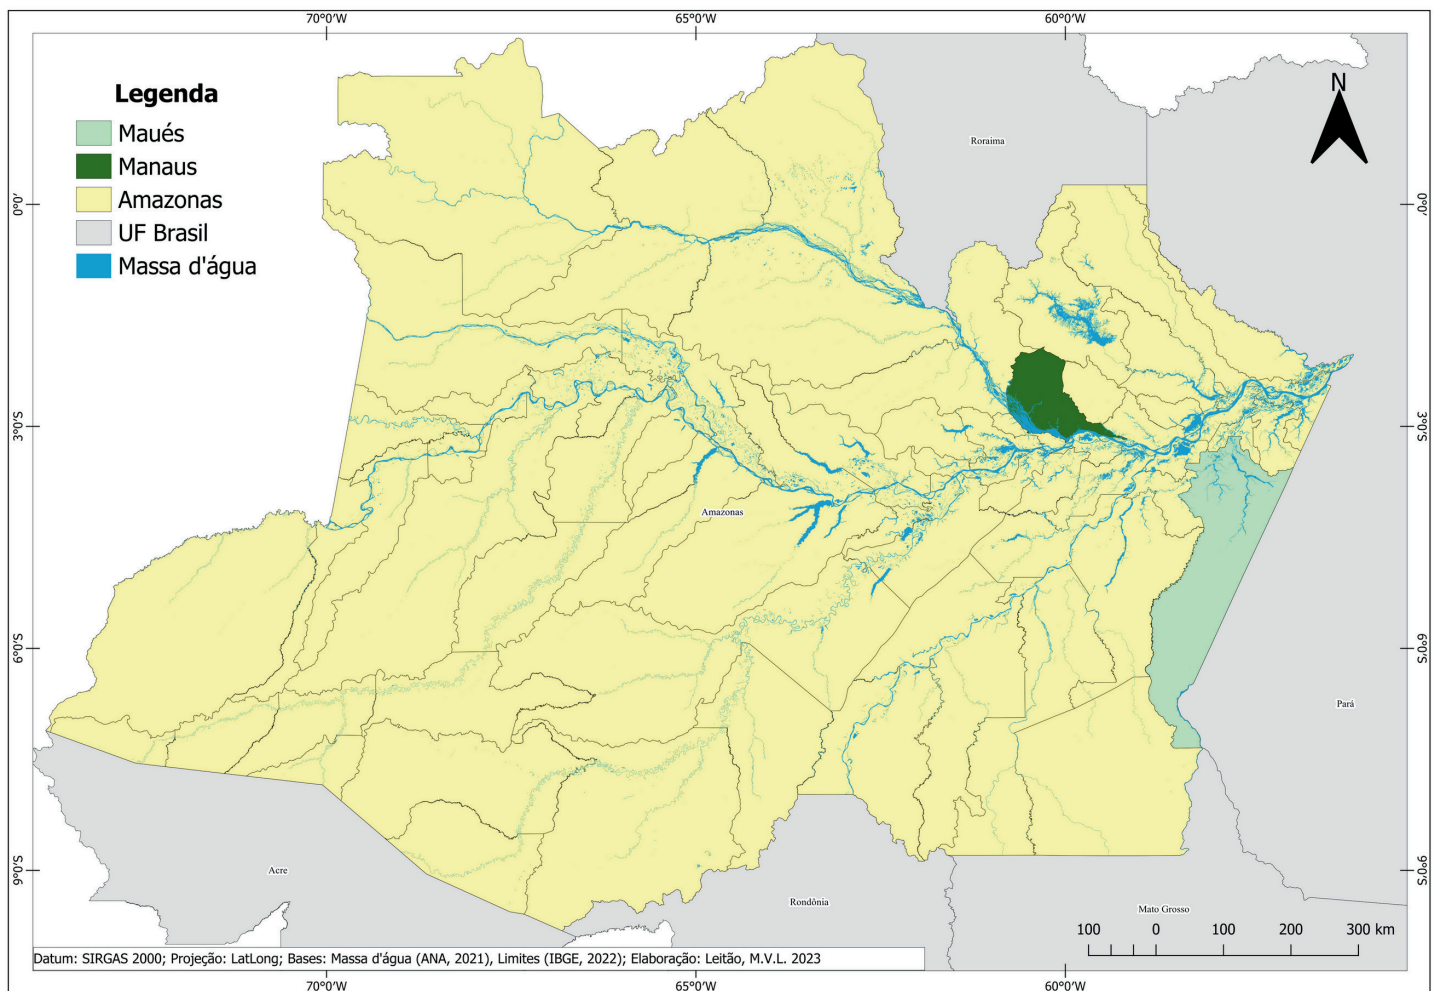 70°0'W 65°0'W 60°0'W
Legenda
Maués
Manaus
Amazonas
UF Brasil
Massa d'água
N
Roraima
0°0' 0°0'
3°0'S 3°0'S
Amazonas
6°0'S 6°0'S
Pará
9°0'S 9°0'S
Acre
Rondônia
Mato Grosso
100 0 100 200 300 km
Datum: SIRGAS 2000; Projeção: LatLong; Bases: Massa d'água (ANA, 2021), Limites (IBGE, 2022); Elaboração: Leitão, M.V.L. 2023
70°0'W 65°0'W 60°0'W